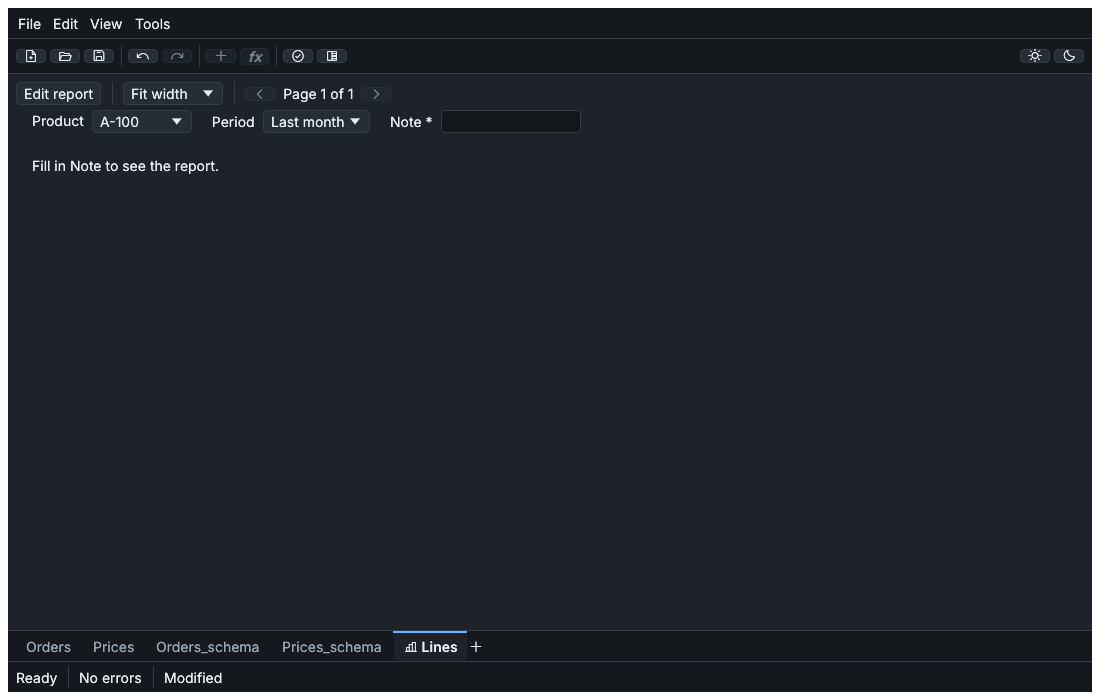 File Edit View Tools
fx
Edit report Fit width Page 1 of 1
Product A-100 Period Last month Note *
Fill in Note to see the report.
Orders Prices Orders_schema Prices_schema Lines +
Ready No errors Modified